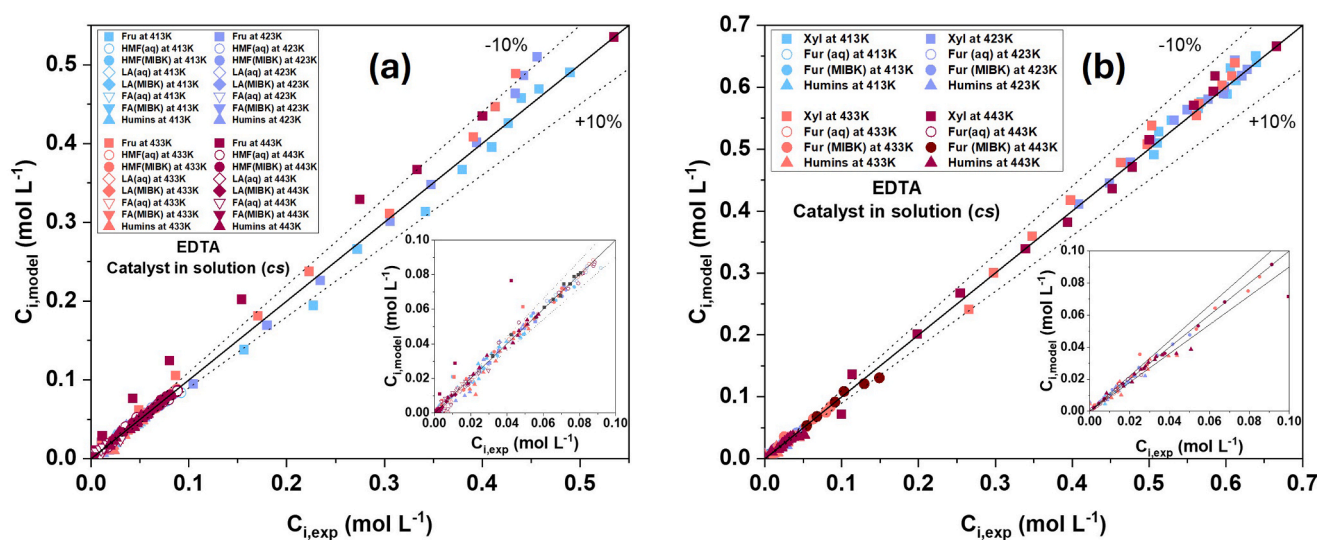 (a)
Fru at 413K
HMF(aq) at 413K
HMF(MIBK) at 413K
LA(aq) at 413K
LA(MIBK) at 413K
FA(aq) at 413K
FA(MIBK) at 413K
Humins at 413K
Fru at 423K
HMF(aq) at 423K
HMF(MIBK) at 423K
LA(aq) at 423K
LA(MIBK) at 423K
FA(aq) at 423K
FA(MIBK) at 423K
Humins at 423K
Fru at 433K
HMF(aq) at 433K
HMF(MIBK) at 433K
LA(aq) at 433K
LA(MIBK) at 433K
FA(aq) at 433K
FA(MIBK) at 433K
Humins at 433K
Fru at 443K
HMF(aq) at 443K
HMF(MIBK) at 443K
LA(aq) at 443K
LA(MIBK) at 443K
FA(aq) at 443K
FA(MIBK) at 443K
Humins at 443K
EDTA
Catalyst in solution (cs)
-10%
+10%
0.5
0.4
0.3
0.2
0.1
0.0
C i,model (mol L-1)
0.0 0.1 0.2 0.3 0.4 0.5
C i,exp (mol L-1)
0.10
0.08
0.06
0.04
0.02
0.00
C i,model (mol L-1)
0.00 0.02 0.04 0.06 0.08 0.10
C i,exp (mol L-1)
(b)
Xyl at 413K
Fur (aq) at 413K
Fur (MIBK) at 413K
Humins at 413K
Xyl at 423K
Fur (aq) at 423K
Fur (MIBK) at 423K
Humins at 423K
Xyl at 433K
Fur (aq) at 433K
Fur (MIBK) at 433K
Humins at 433K
Xyl at 443K
Fur(aq) at 443K
Fur (MIBK) at 443K
Humins at 443K
EDTA
Catalyst in solution (cs)
-10%
+10%
0.7
0.6
0.5
0.4
0.3
0.2
0.1
0.0
C i,model (mol L-1)
0.0 0.1 0.2 0.3 0.4 0.5 0.6 0.7
C i,exp (mol L-1)
0.10
0.08
0.06
0.04
0.02
0.00
C i,model (mol L-1)
0.00 0.02 0.04 0.06 0.08 0.10
C i,exp (mol L-1)